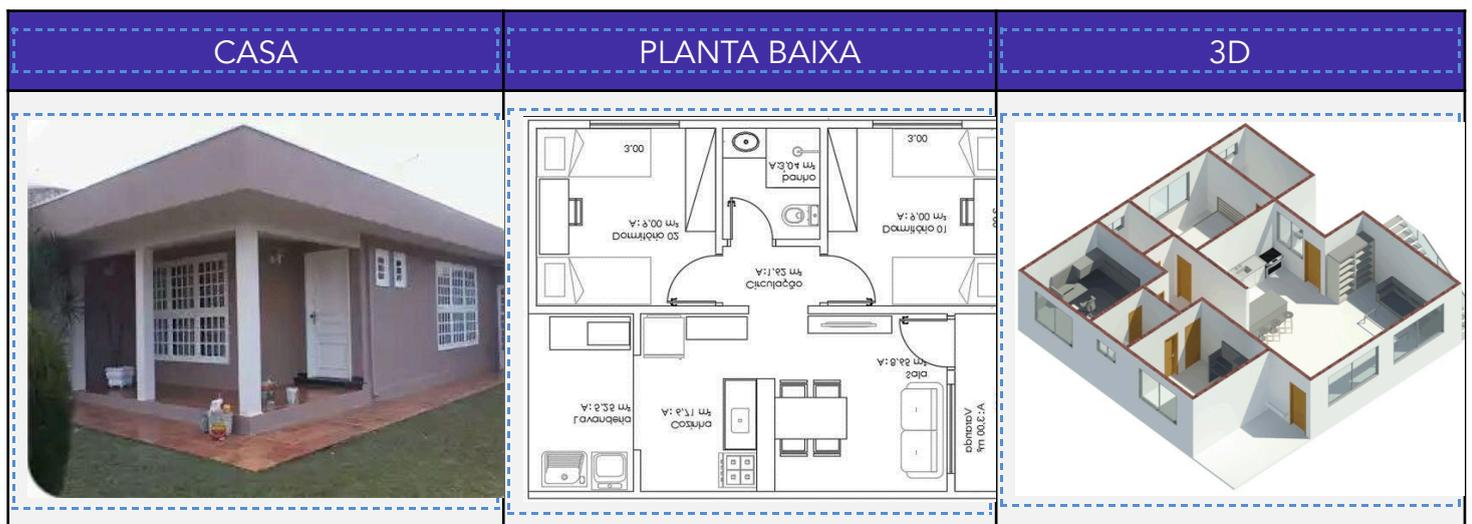 CASA
PLANTA BAIXA
3D
3.00
3.00
A:3,04 m²
banho
A: 9,00 m²
Dormitório 02
A: 9,00 m²
Dormitório 01
A:1,62 m²
Circulação
A: 8,65 m²
Sala
A: 5,25 m²
Lavanderia
A: 6,71 m²
Cozinha
A: 3,00 m²
Varanda